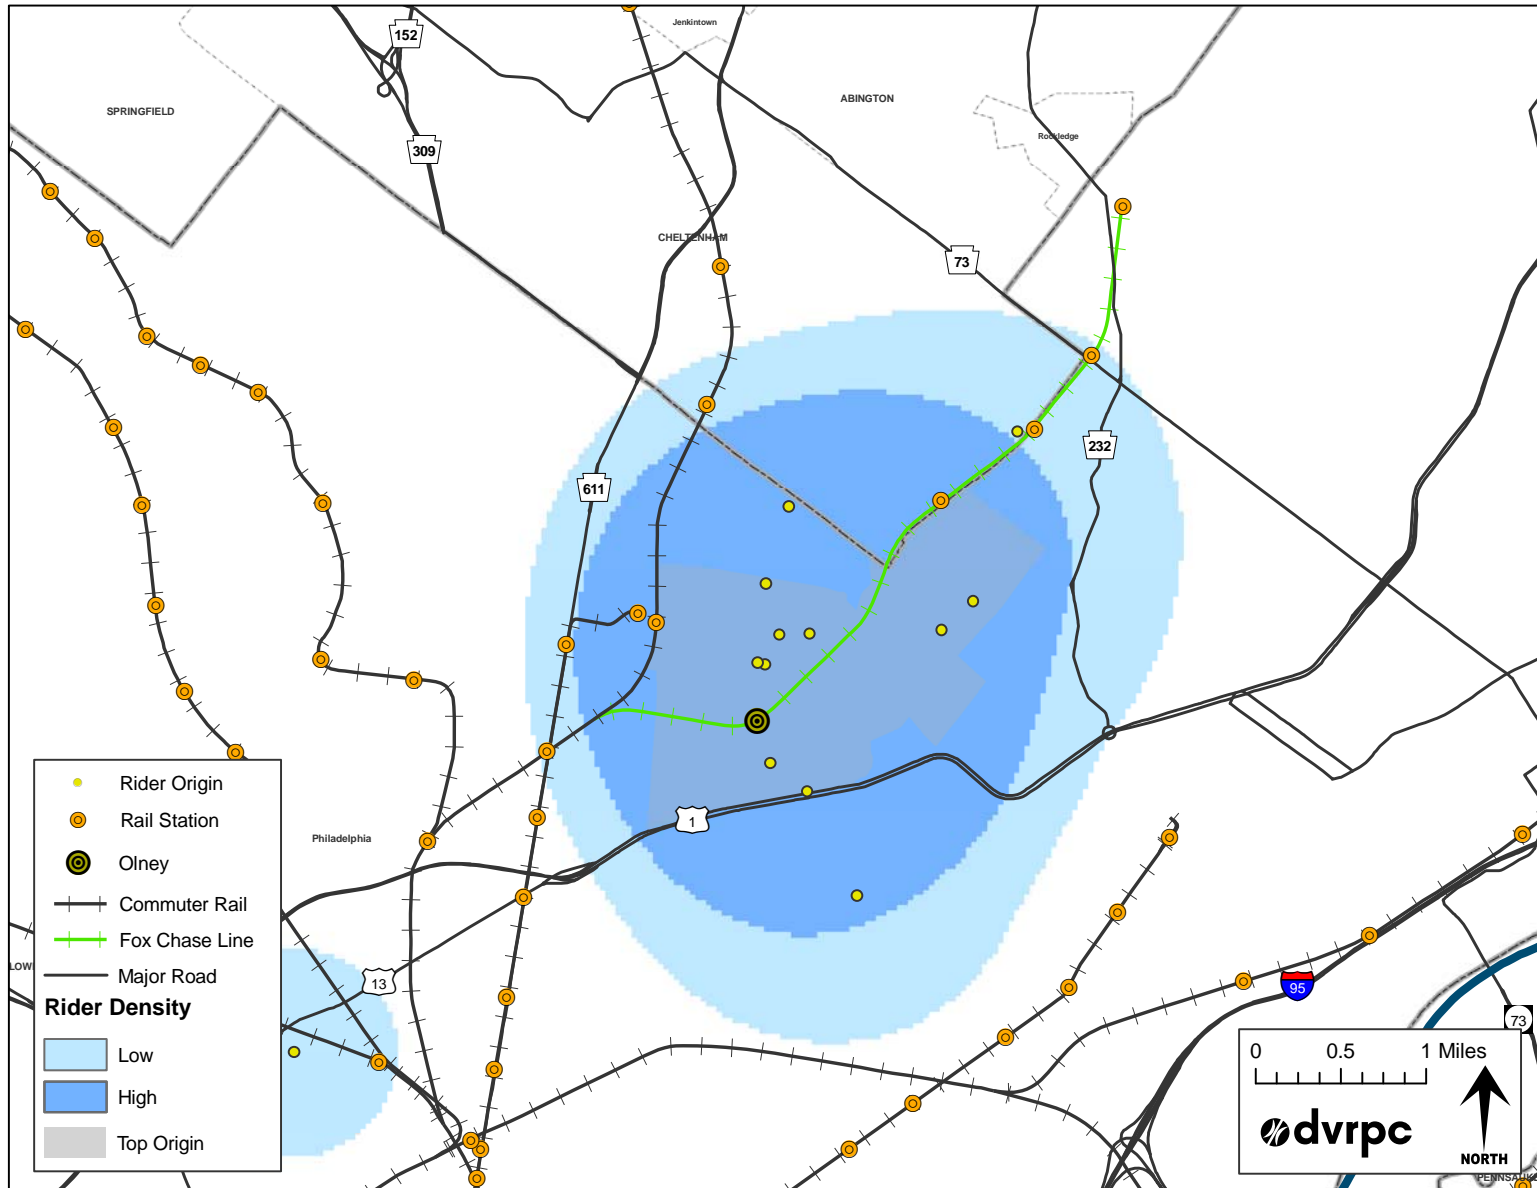 152
Jenkintown
SPRINGFIELD
ABINGTON
309
Rockledge
CHELTENHAM
73
232
611
1
Philadelphia
13
95
73
PENNSAUK
LOW
Rider Origin
Rail Station
Olney
Commuter Rail
Fox Chase Line
Major Road
Rider Density
Low
High
Top Origin
0 0.5 1 Miles
dvrpc
NORTH